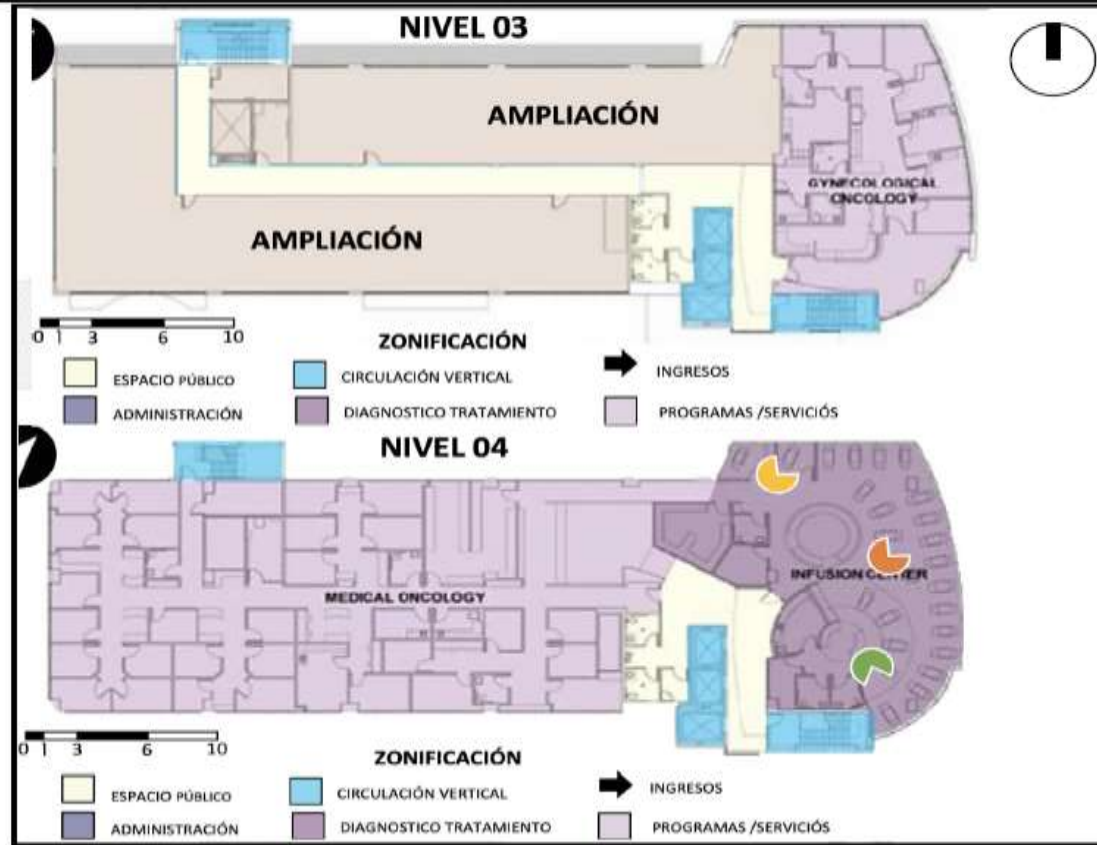 NIVEL 03
AMPLIACIÓN
GYNECOLOGICAL
ONCOLOGY
AMPLIACIÓN
0 1 3 6 10
ZONIFICACIÓN
ESPACIO PÚBLICO CIRCULACIÓN VERTICAL INGRESOS
ADMINISTRACIÓN DIAGNOSTICO TRATAMIENTO PROGRAMAS /SERVICIÓS
NIVEL 04
INFUSION CENTER
MEDICAL ONCOLOGY
0 1 3 6 10
ZONIFICACIÓN
ESPACIO PÚBLICO CIRCULACIÓN VERTICAL INGRESOS
ADMINISTRACIÓN DIAGNOSTICO TRATAMIENTO PROGRAMAS /SERVICIÓS